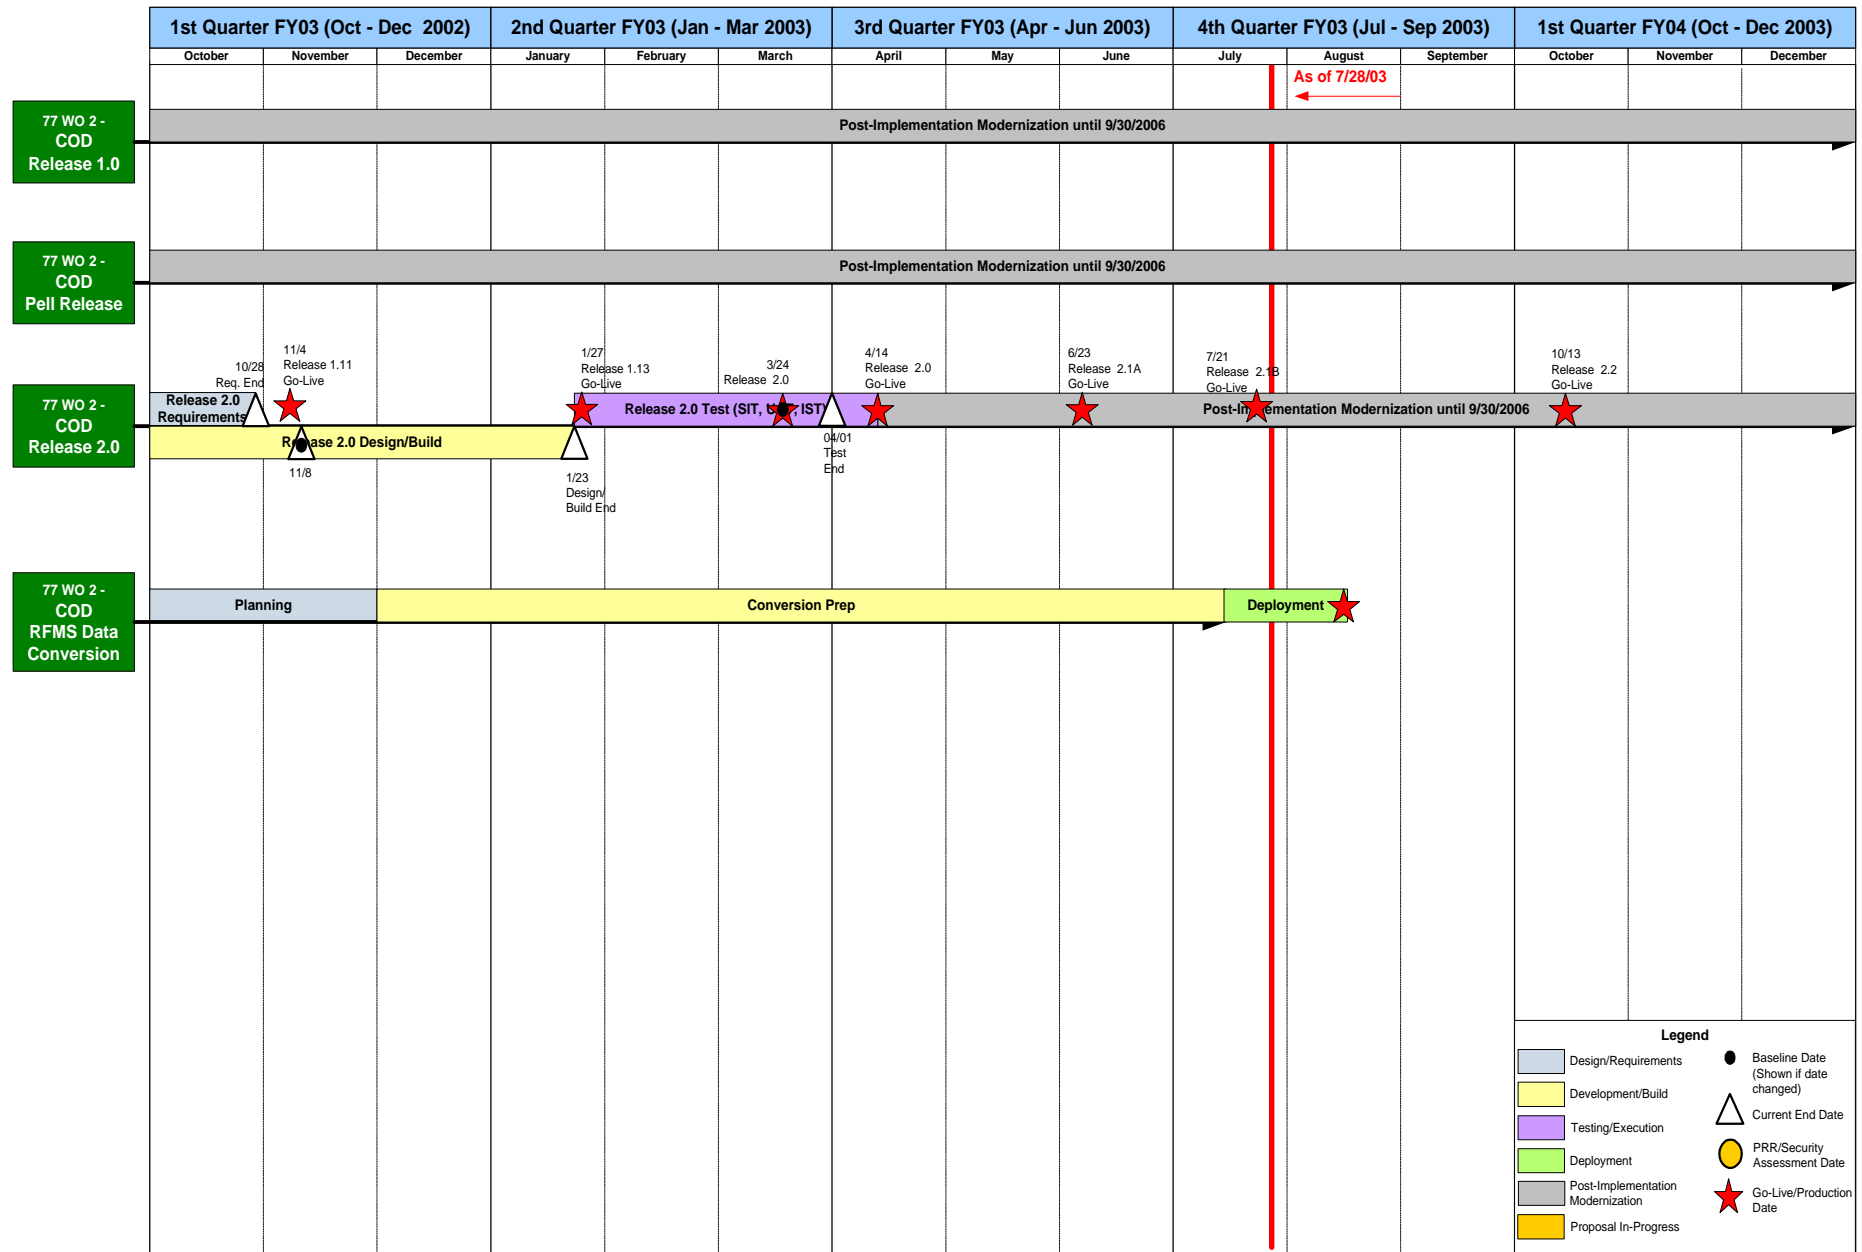 1st Quarter FY03 (Oct - Dec 2002)
2nd Quarter FY03 (Jan - Mar 2003)
3rd Quarter FY03 (Apr - Jun 2003)
4th Quarter FY03 (Jul - Sep 2003)
1st Quarter FY04 (Oct - Dec 2003)
October
November
December
January
February
March
April
May
June
July
August
September
October
November
December
As of 7/28/03
77 WO 2 -
COD
Release 1.0
Post-Implementation Modernization until 9/30/2006
77 WO 2 -
COD
Pell Release
Post-Implementation Modernization until 9/30/2006
77 WO 2 -
COD
Release 2.0
10/28
Req. End
11/4
Release 1.11
Go-Live
1/27
Release 1.13
Go-Live
3/24
Release 2.0
4/14
Release 2.0
Go-Live
6/23
Release 2.1A
Go-Live
7/21
Release 2.1B
Go-Live
10/13
Release 2.2
Go-Live
Release 2.0
Requirements
Release 2.0 Test (SIT, UAT, IST)
Post-Implementation Modernization until 9/30/2006
Release 2.0 Design/Build
11/8
1/23
Design/
Build End
04/01
Test
End
77 WO 2 -
COD
RFMS Data
Conversion
Planning
Conversion Prep
Deployment
Legend
Design/Requirements
Development/Build
Testing/Execution
Deployment
Post-Implementation
Modernization
Proposal In-Progress
Baseline Date
(Shown if date
changed)
Current End Date
PRR/Security
Assessment Date
Go-Live/Production
Date